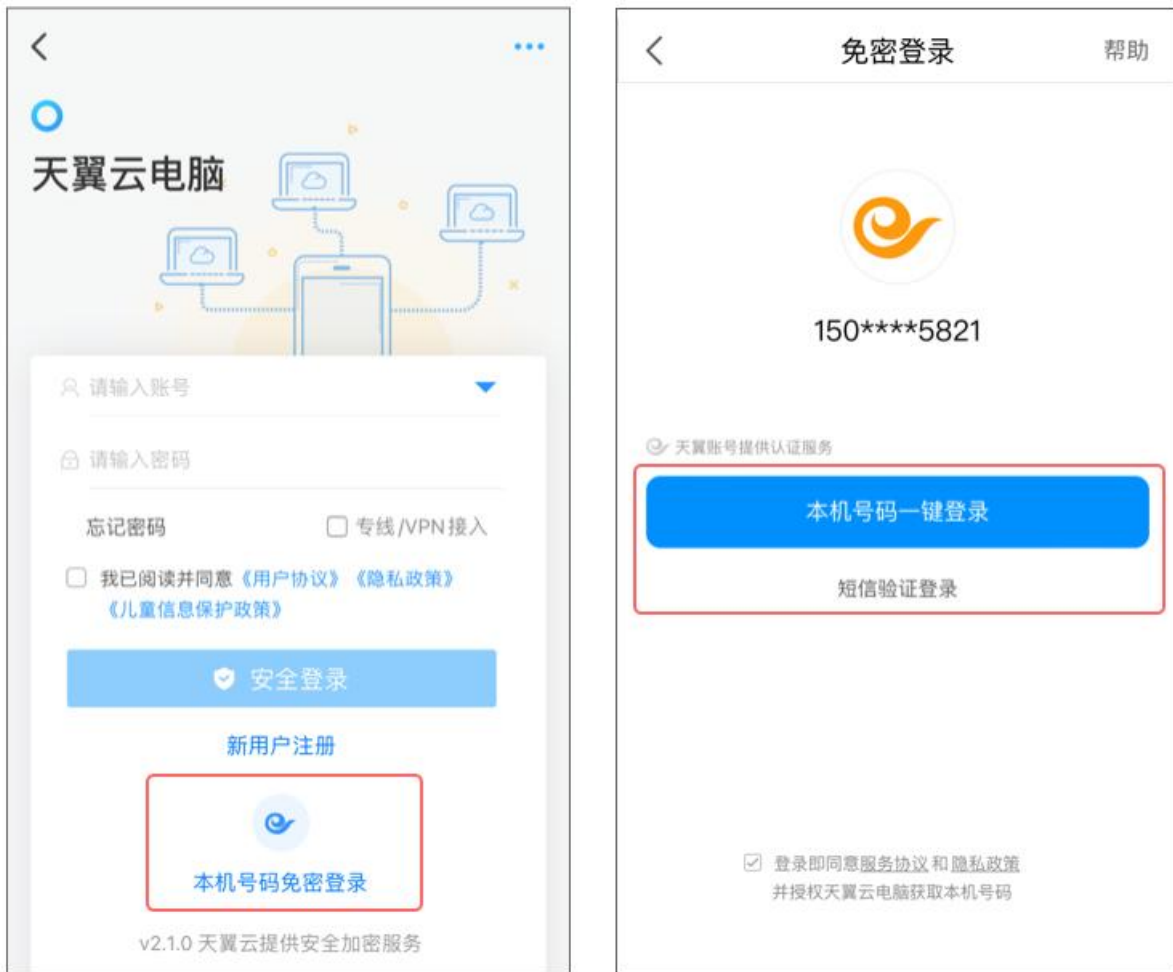 天翼云电脑
请输入账号
请输入密码
忘记密码 专线/VPN接入
我已阅读并同意《用户协议》《隐私政策》
《儿童信息保护政策》
安全登录
新用户注册
本机号码免密登录
v2.1.0 天翼云提供安全加密服务
免密登录 帮助
150****5821
天翼账号提供认证服务
本机号码一键登录
短信验证登录
登录即同意服务协议和隐私政策
并授权天翼云电脑获取本机号码